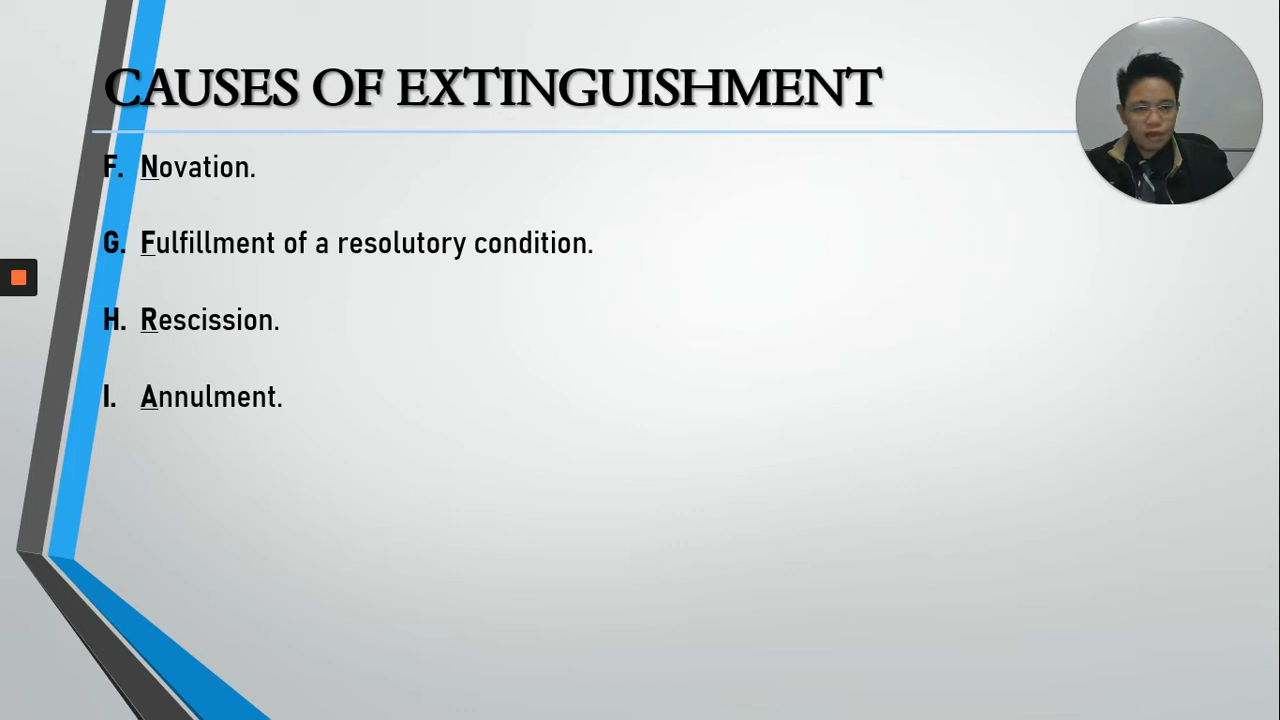 CAUSES OF EXTINGUISHMENT
F. Novation.
G. Fulfillment of a resolutory condition.
H. Rescission.
I. Annulment.